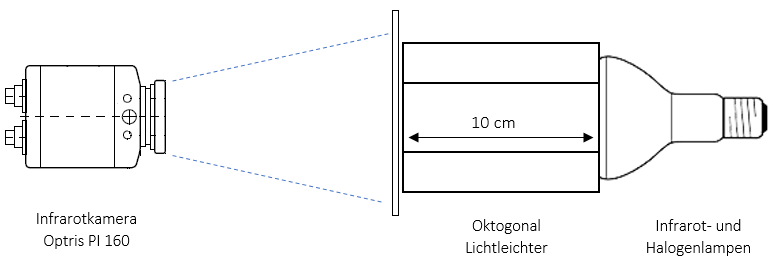 10 cm
Infrarotkamera
Optris PI 160
Oktogonal
Lichtleichter
Infrarot- und
Halogenlampen